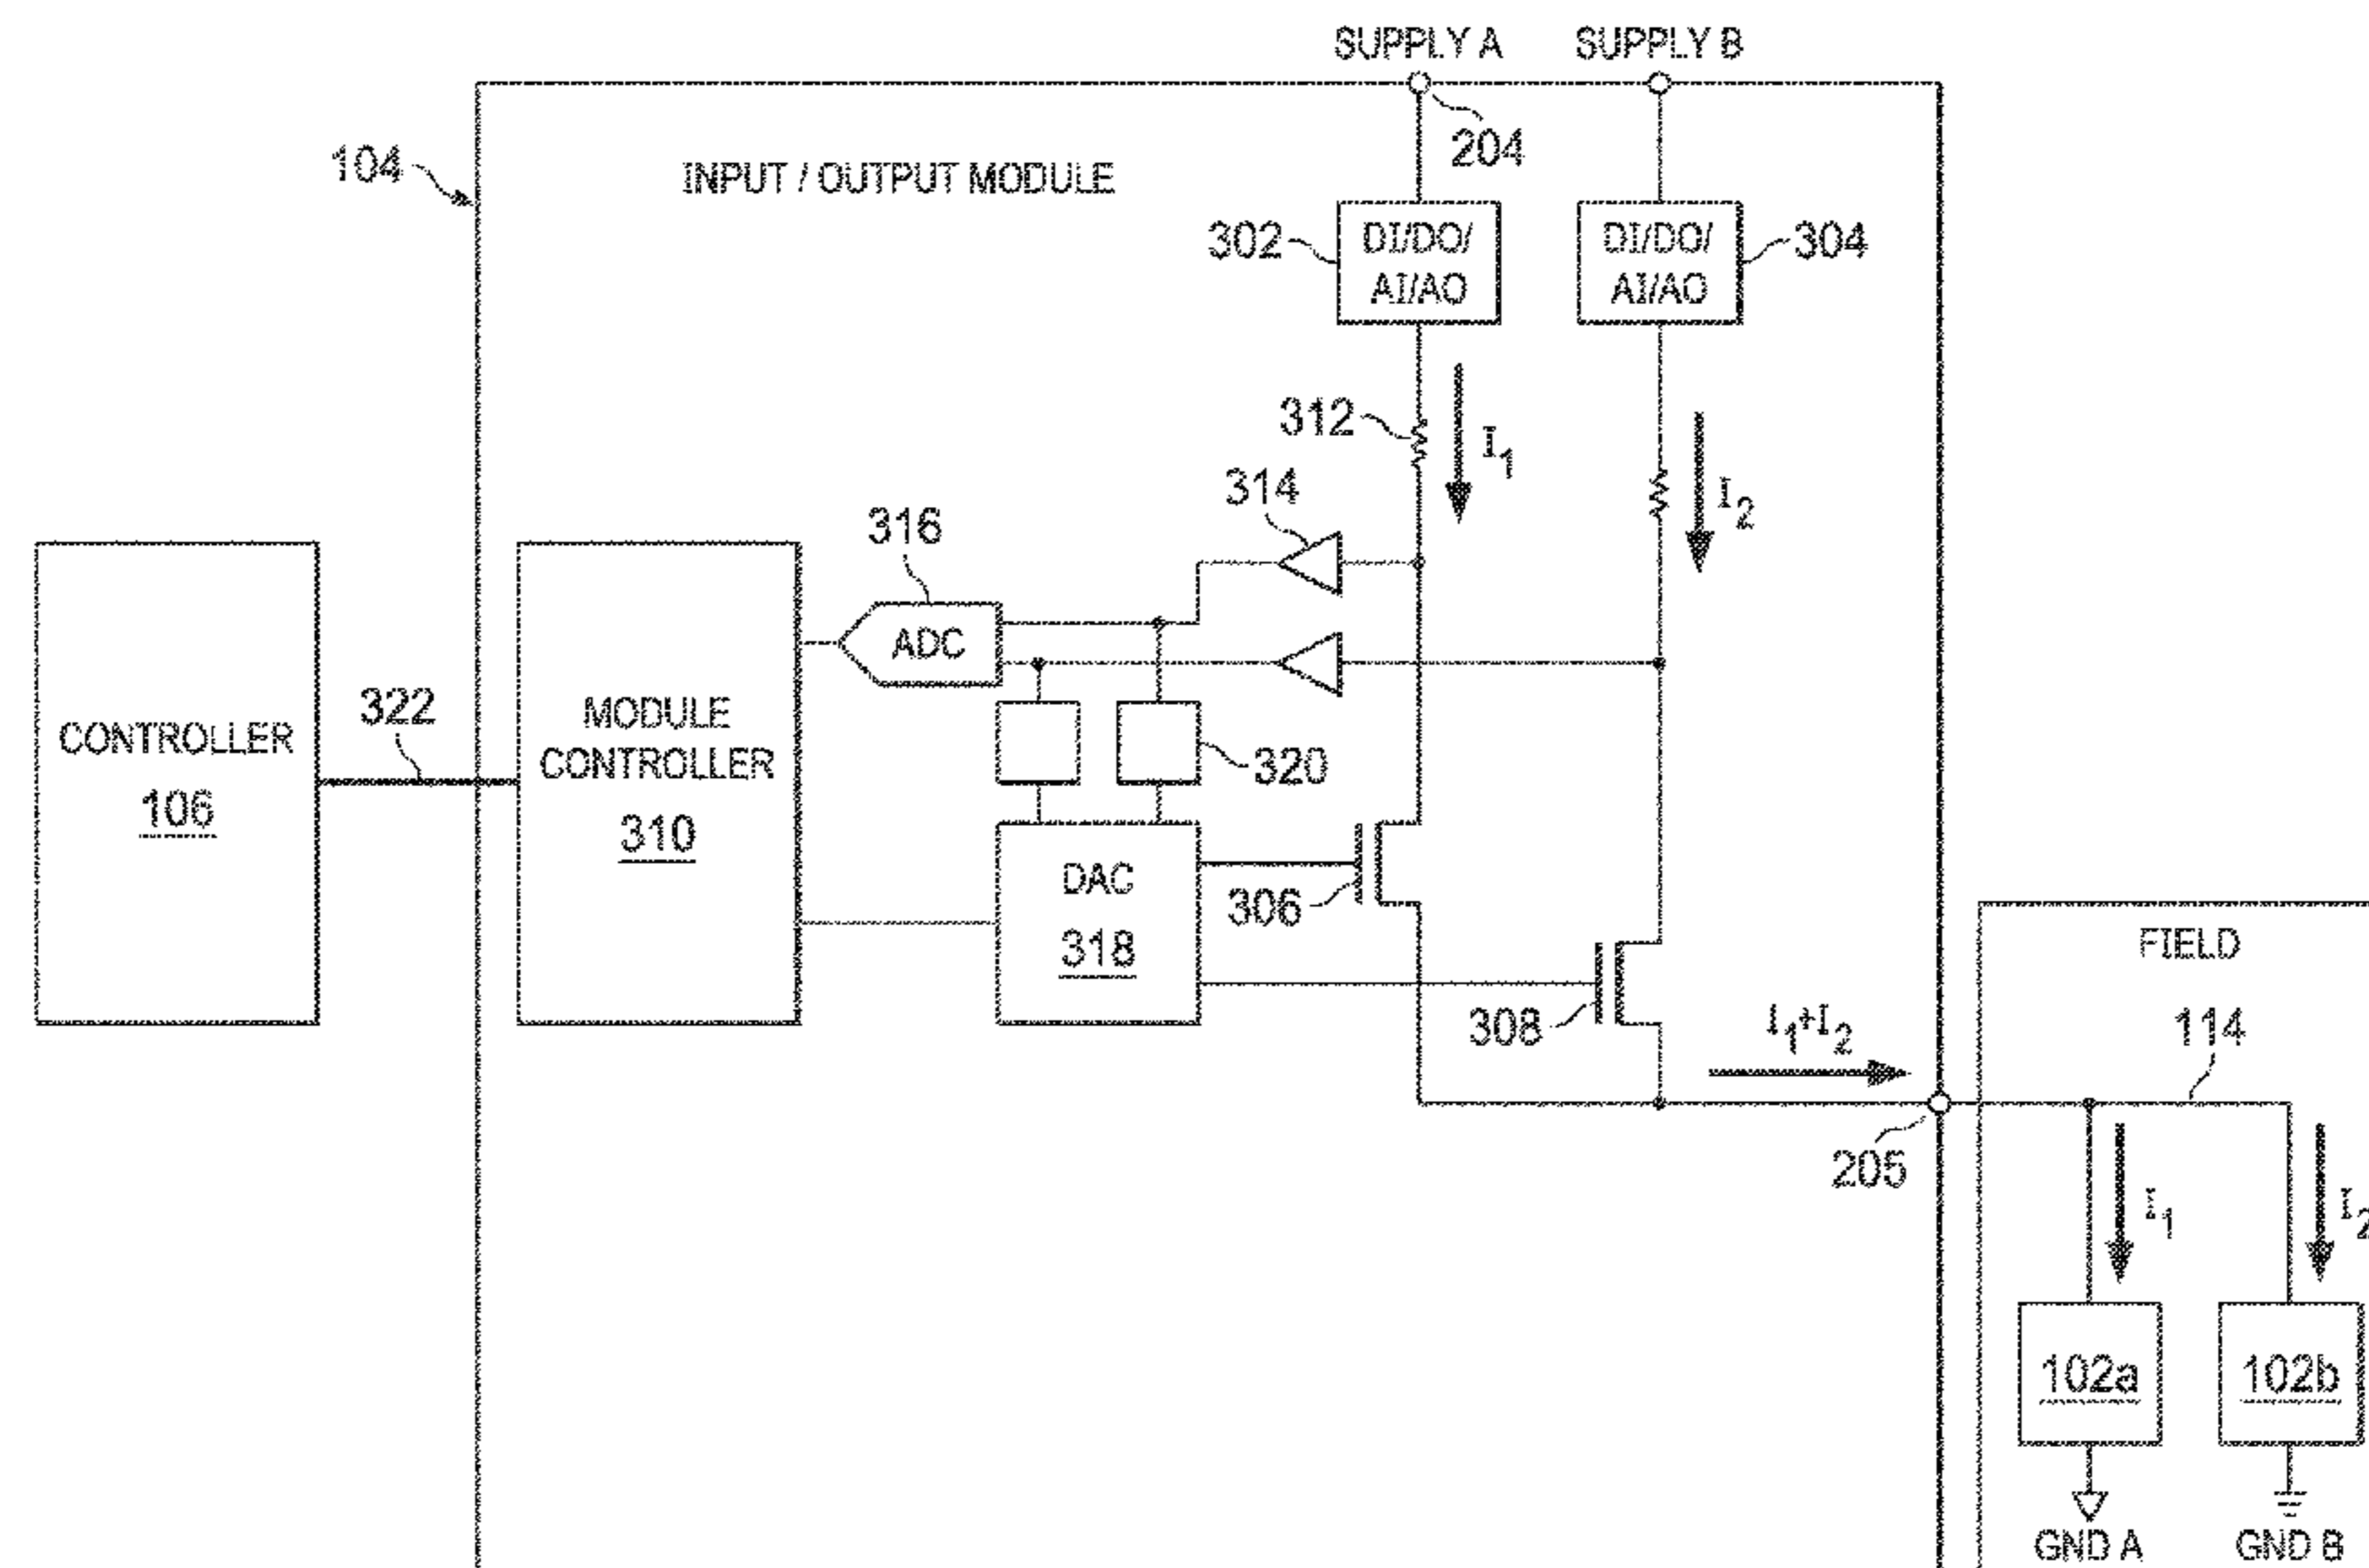 SUPPLY A SUPPLY B
204
104
INPUT / OUTPUT MODULE
302
DI/DO/
AI/AO
DI/DO/
AI/AO
304
312
I1
I2
314
316
ADC
CONTROLLER
106
322
MODULE
CONTROLLER
310
320
DAC
318
306
308
I1+I2
205
FIELD
114
I1
I2
102a
102b
GND A
GND B